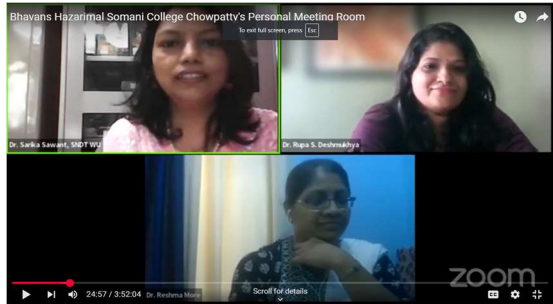 Bhavans Hazarimal Somani College Chowpatty's Personal Meeting Room
To exit full screen, press Esc
Dr. Sarika Sawant, SNDT WU
Dr. Rupa S. Deshmukhya
zoom
24:57 / 3:52:04
Dr. Reshma More
Scroll for details
CC